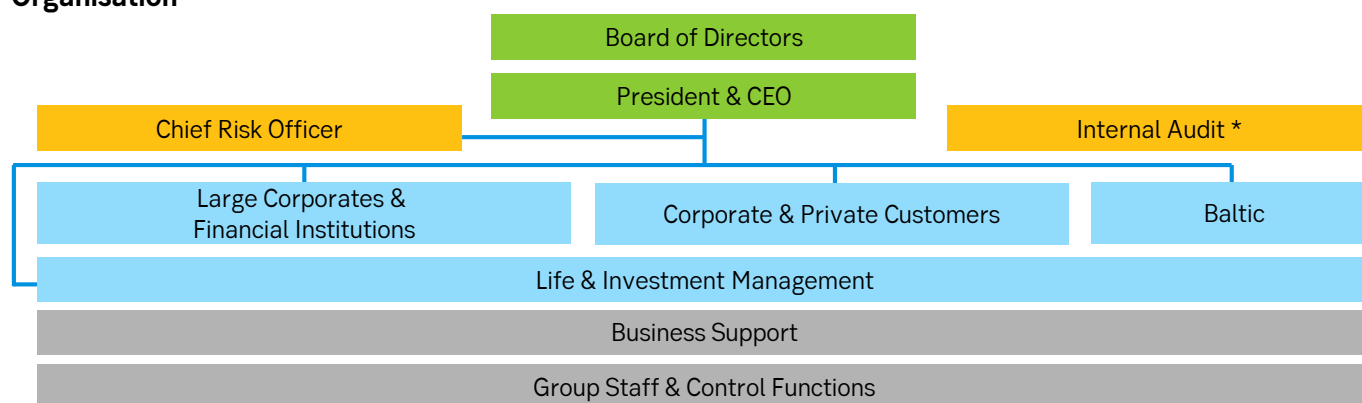 Organisation
Board of Directors
President & CEO
Chief Risk Officer
Internal Audit *
Large Corporates &
Financial Institutions
Corporate & Private Customers
Baltic
Life & Investment Management
Business Support
Group Staff & Control Functions